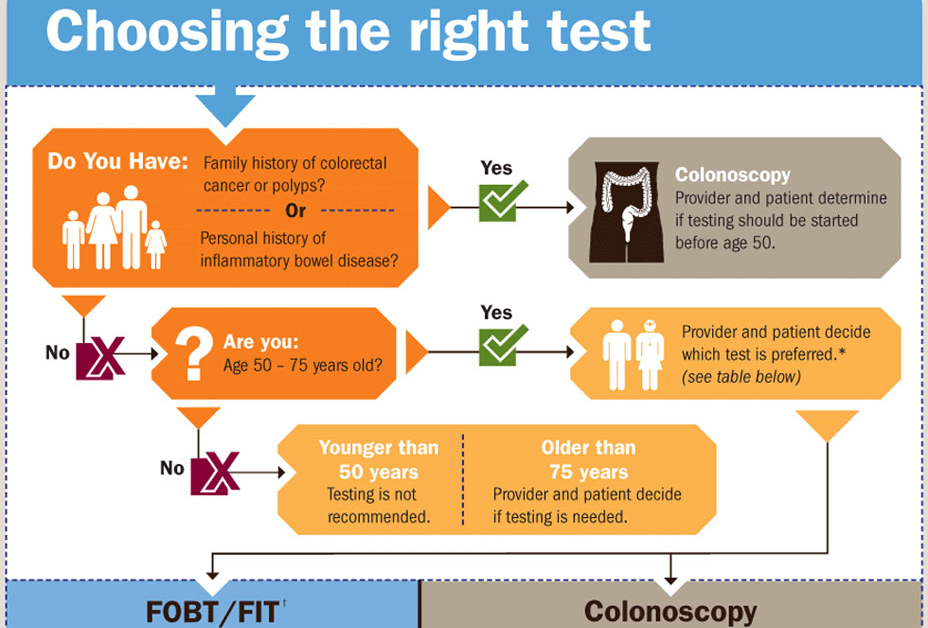 Choosing the right test
Do You Have:
Family history of colorectal
cancer or polyps?
Or
Personal history of
inflammatory bowel disease?
Yes
Colonoscopy
Provider and patient determine
if testing should be started
before age 50.
No
Are you:
Age 50 – 75 years old?
Yes
Provider and patient decide
which test is preferred.*
(see table below)
No
Younger than
50 years
Testing is not
recommended.
Older than
75 years
Provider and patient decide
if testing is needed.
FOBT/FIT†
Colonoscopy